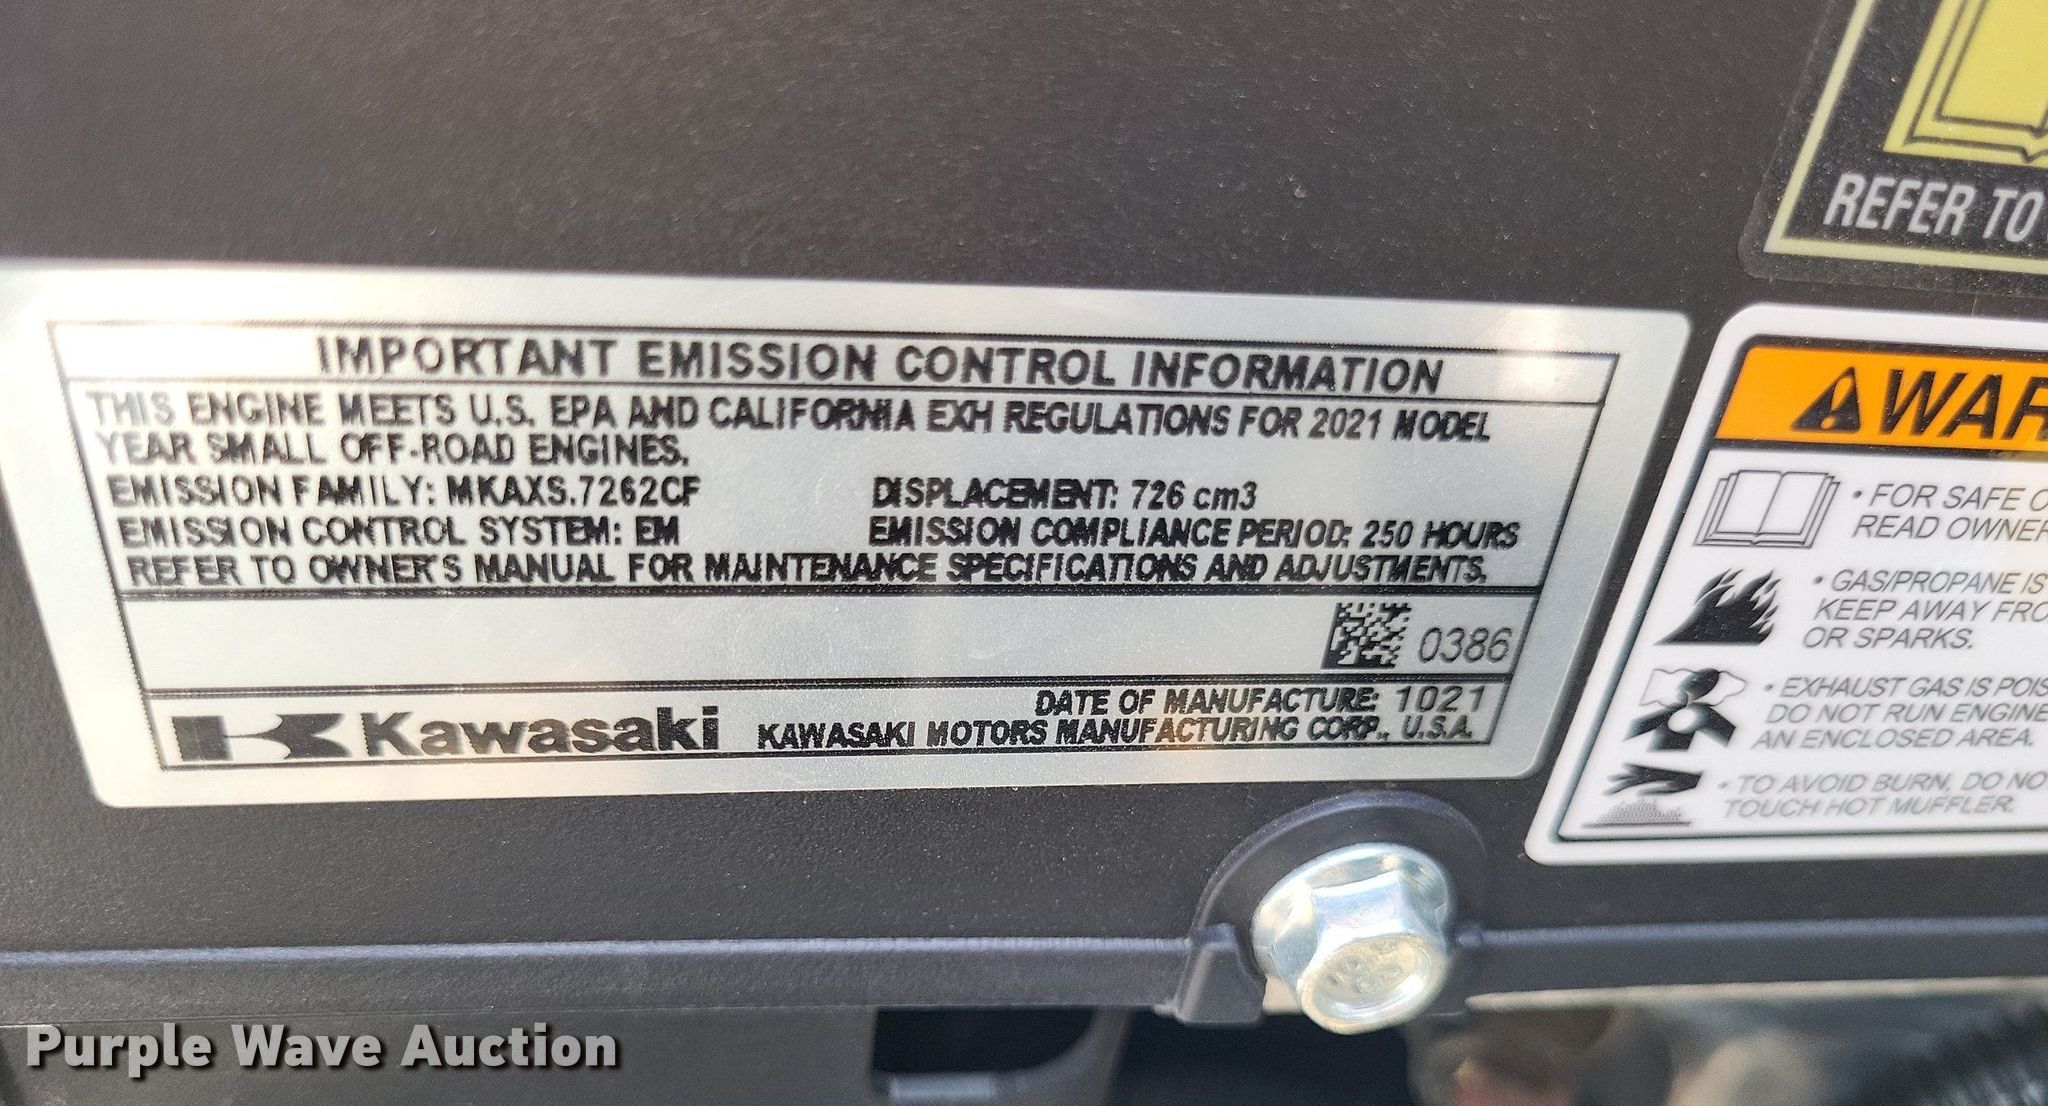 REFER TO
IMPORTANT EMISSION CONTROL INFORMATION
THIS ENGINE MEETS U.S. EPA AND CALIFORNIA EXH REGULATIONS FOR 2021 MODEL
YEAR SMALL OFF-ROAD ENGINES.
EMISSION FAMILY: MKAXS.7262CF DISPLACEMENT: 726 cm3
EMISSION CONTROL SYSTEM: EM EMISSION COMPLIANCE PERIOD: 250 HOURS
REFER TO OWNER'S MANUAL FOR MAINTENANCE SPECIFICATIONS AND ADJUSTMENTS.
0386
DATE OF MANUFACTURE: 1021
Kawasaki KAWASAKI MOTORS MANUFACTURING CORP., U.S.A.
WAR
• FOR SAFE O
READ OWNER
• GAS/PROPANE IS
KEEP AWAY FRO
OR SPARKS.
• EXHAUST GAS IS POIS
DO NOT RUN ENGINE
AN ENCLOSED AREA.
• TO AVOID BURN, DO NO
TOUCH HOT MUFFLER.
Purple Wave Auction